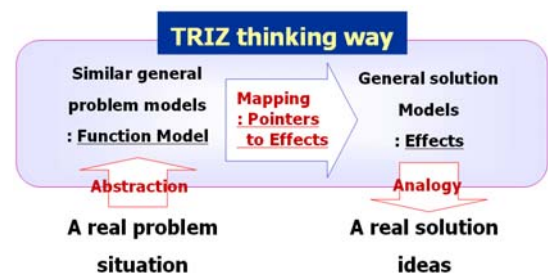 TRIZ thinking way
Similar general
problem models
: Function Model
Mapping
: Pointers
to Effects
General solution
Models
: Effects
Abstraction
Analogy
A real problem
situation
A real solution
ideas